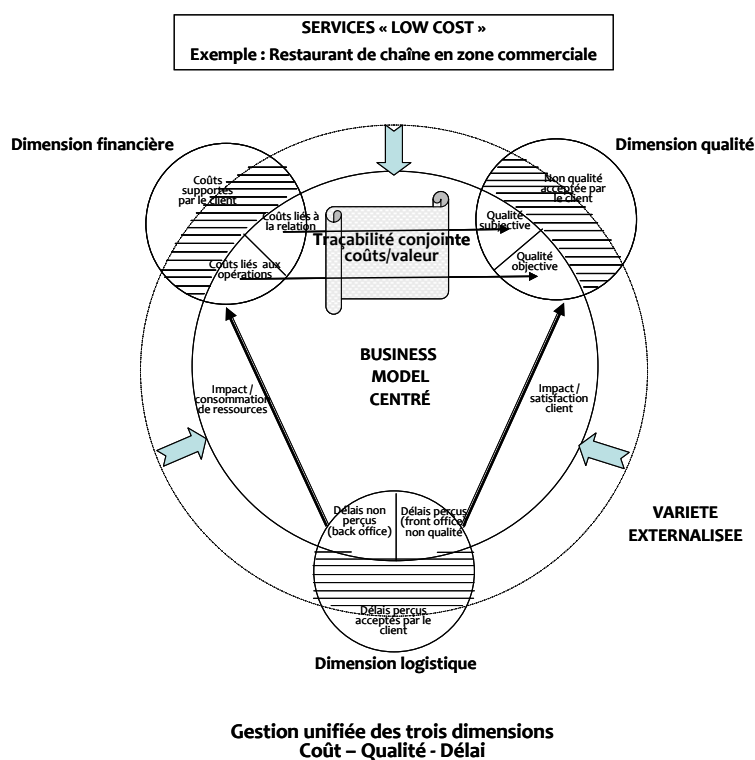 SERVICES « LOW COST »
Exemple : Restaurant de chaîne en zone commerciale
Dimension financière
Dimension qualité
Coûts
supportés
par le client
Non qualité
acceptée par
le client
Coûts liés à
la relation
Qualité
subjective
Traçabilité conjointe
coûts/valeur
Coûts liés aux
opérations
Qualité
objective
BUSINESS
MODEL
CENTRÉ
Impact /
consommation
de ressources
Impact /
satisfaction
client
Délais non
perçus
(back office)
Délais perçus
(front office)
non qualité
VARIETE
EXTERNALISEE
Délais perçus
acceptés par le
client
Dimension logistique
Gestion unifiée des trois dimensions
Coût – Qualité - Délai